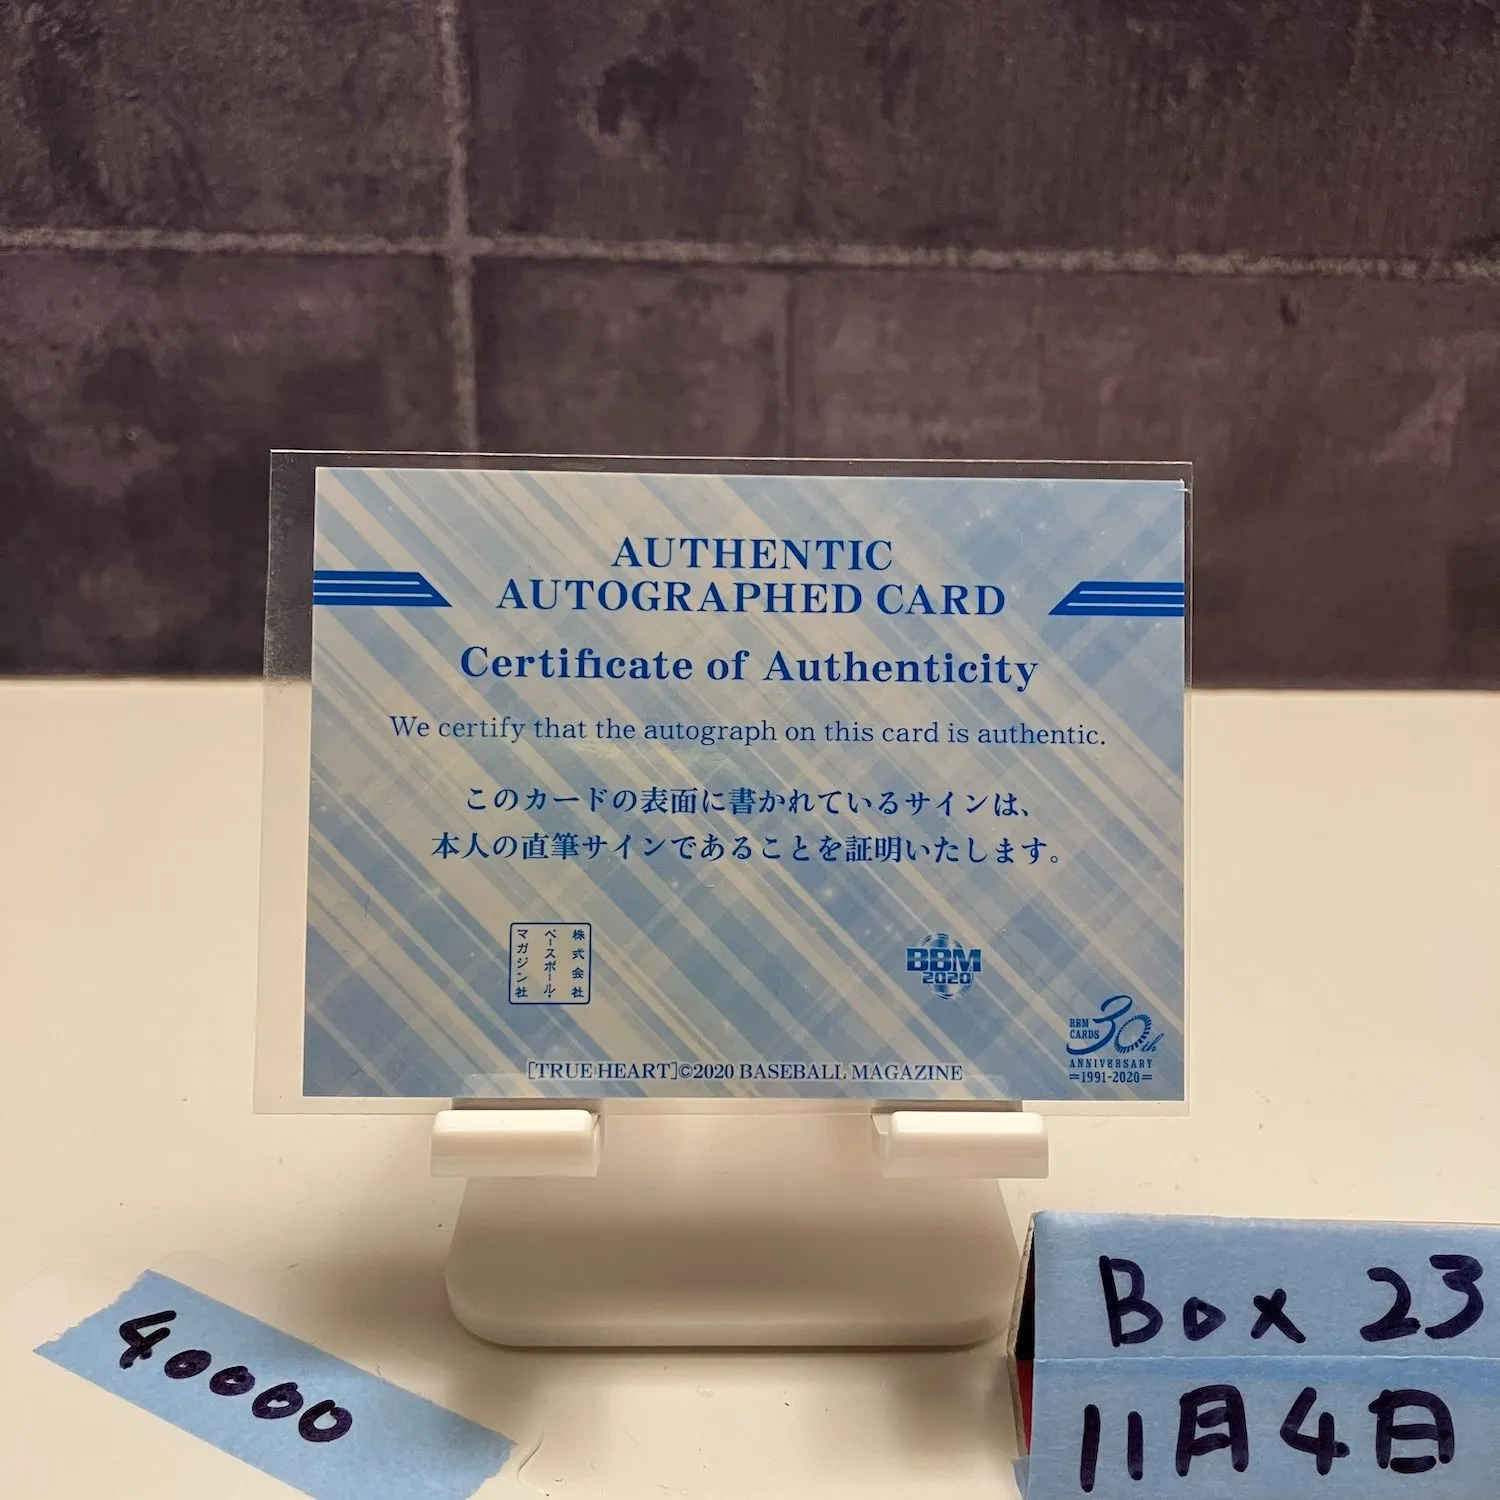 AUTHENTIC
AUTOGRAPHED CARD
Certificate of Authenticity
We certify that the autograph on this card is authentic.
このカードの表面に書かれているサインは、
本人の直筆サインであることを証明いたします。
株式会社
ベースボール・
マガジン社
BBM
2020
BBM
CARDS
30th
ANNIVERSARY
=1991-2020=
[TRUE HEART]©2020 BASEBALL MAGAZINE
40000
Box 23
11月4日